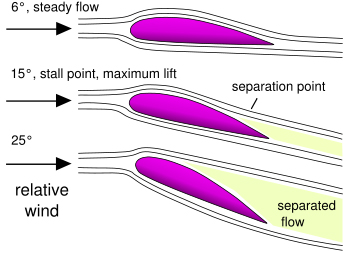 6°, steady flow
15°, stall point, maximum lift
separation point
25°
relative
wind
separated
flow